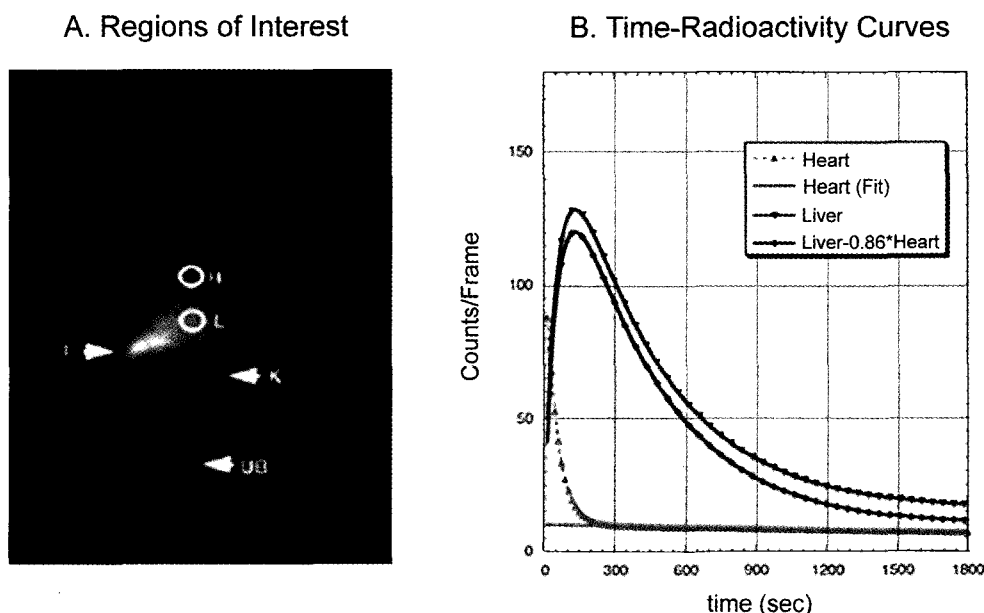 A. Regions of Interest
H
L
I
K
UB
B. Time-Radioactivity Curves
Counts/Frame
150
100
50
0
Heart
Heart (Fit)
Liver
Liver-0.86*Heart
0 300 600 900 1200 1500 1800
time (sec)